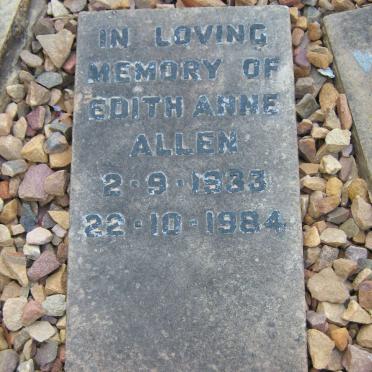 IN LOVING
MEMORY OF
EDITH ANNE
ALLEN
2·9·1933
22·10·1984